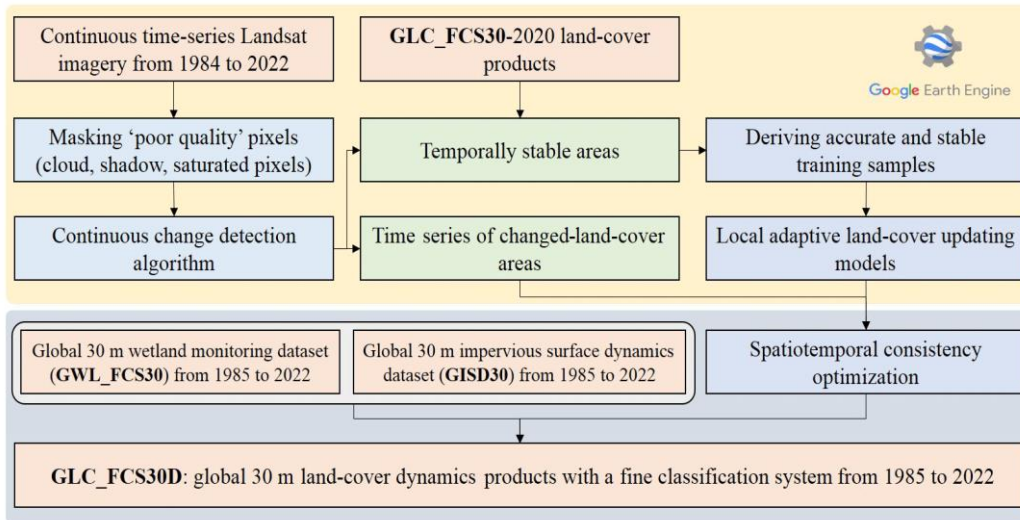 Continuous time-series Landsat
imagery from 1984 to 2022
GLC_FCS30-2020 land-cover
products
Google Earth Engine
Masking ‘poor quality’ pixels
(cloud, shadow, saturated pixels)
Temporally stable areas
Deriving accurate and stable
training samples
Continuous change detection
algorithm
Time series of changed-land-cover
areas
Local adaptive land-cover updating
models
Global 30 m wetland monitoring dataset
(GWL_FCS30) from 1985 to 2022
Global 30 m impervious surface dynamics
dataset (GISD30) from 1985 to 2022
Spatiotemporal consistency
optimization
GLC_FCS30D: global 30 m land-cover dynamics products with a fine classification system from 1985 to 2022